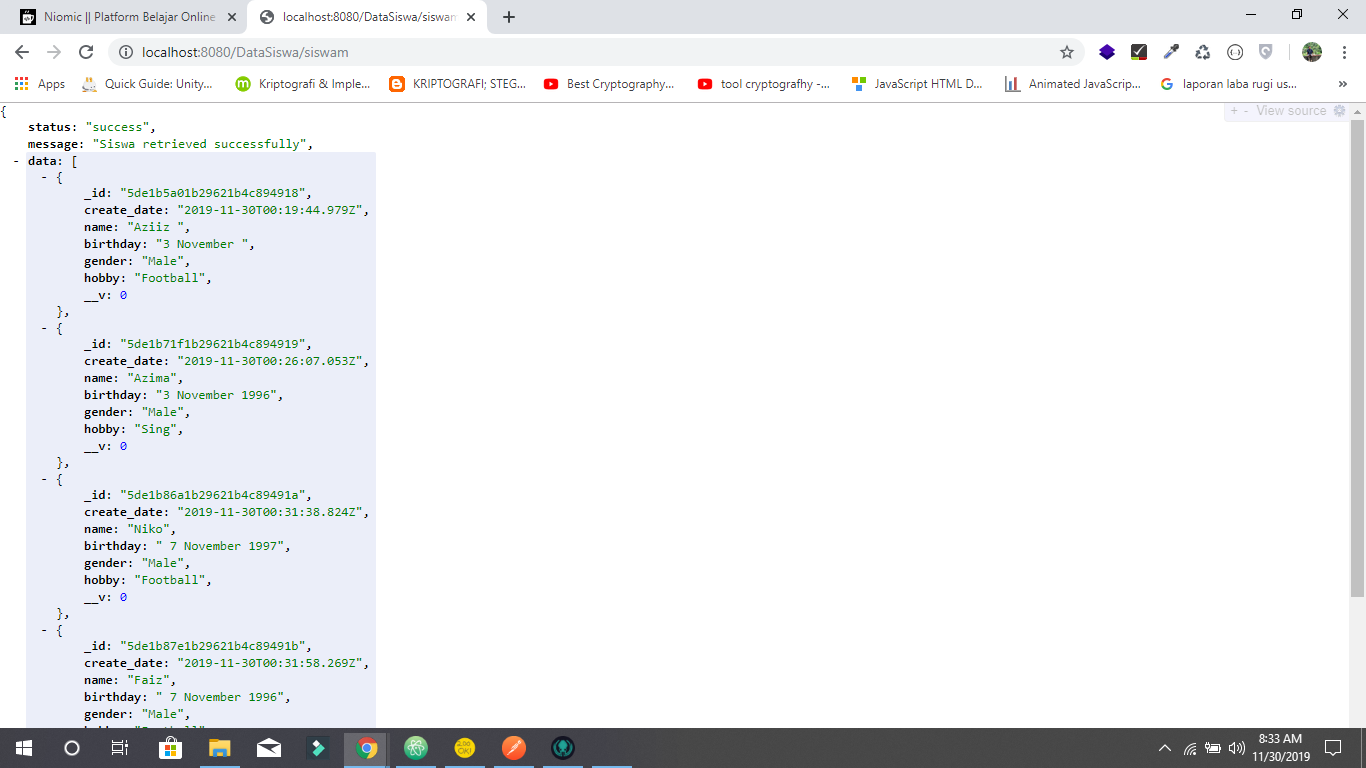 Niomic || Platform Belajar Online
localhost:8080/DataSiswa/siswam
localhost:8080/DataSiswa/siswam
Apps
Quick Guide: Unity...
Kriptografi & Imple...
KRIPTOGRAFI; STEG...
Best Cryptography...
tool cryptografhy -...
JavaScript HTML D...
Animated JavaScrip...
laporan laba rugi us...
»
+ - View source
{
status: "success",
message: "Siswa retrieved successfully",
- data: [
- {
_id: "5de1b5a01b29621b4c894918",
create_date: "2019-11-30T00:19:44.979Z",
name: "Aziiz ",
birthday: "3 November ",
gender: "Male",
hobby: "Football",
__v: 0
},
- {
_id: "5de1b71f1b29621b4c894919",
create_date: "2019-11-30T00:26:07.053Z",
name: "Azima",
birthday: "3 November 1996",
gender: "Male",
hobby: "Sing",
__v: 0
},
- {
_id: "5de1b86a1b29621b4c89491a",
create_date: "2019-11-30T00:31:38.824Z",
name: "Niko",
birthday: " 7 November 1997",
gender: "Male",
hobby: "Football",
__v: 0
},
- {
_id: "5de1b87e1b29621b4c89491b",
create_date: "2019-11-30T00:31:58.269Z",
name: "Faiz",
birthday: " 7 November 1996",
gender: "Male",
8:33 AM
11/30/2019